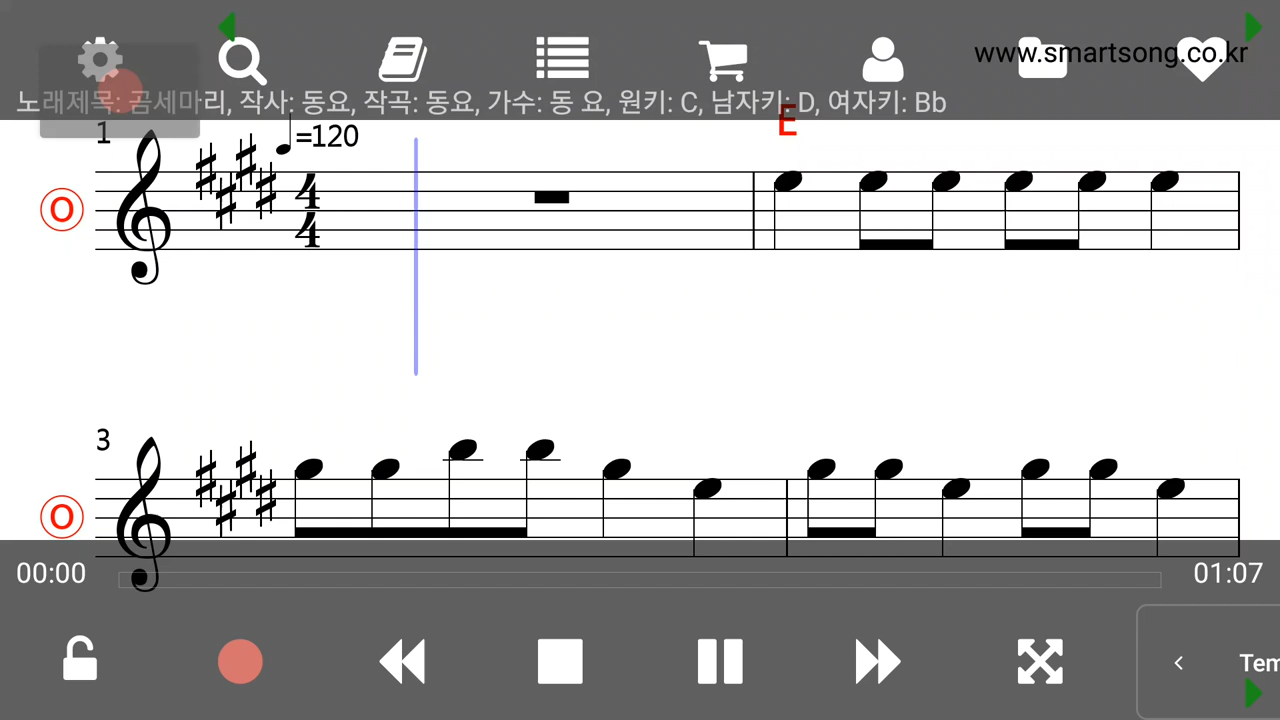 www.smartsong.co.kr
노래제목: 곰세마리, 작사: 동요, 작곡: 동요, 가수: 동 요, 원키: C, 남자키: D, 여자키: Bb
1
=120
E
4
4
O
3
O
00:00
01:07
Tem